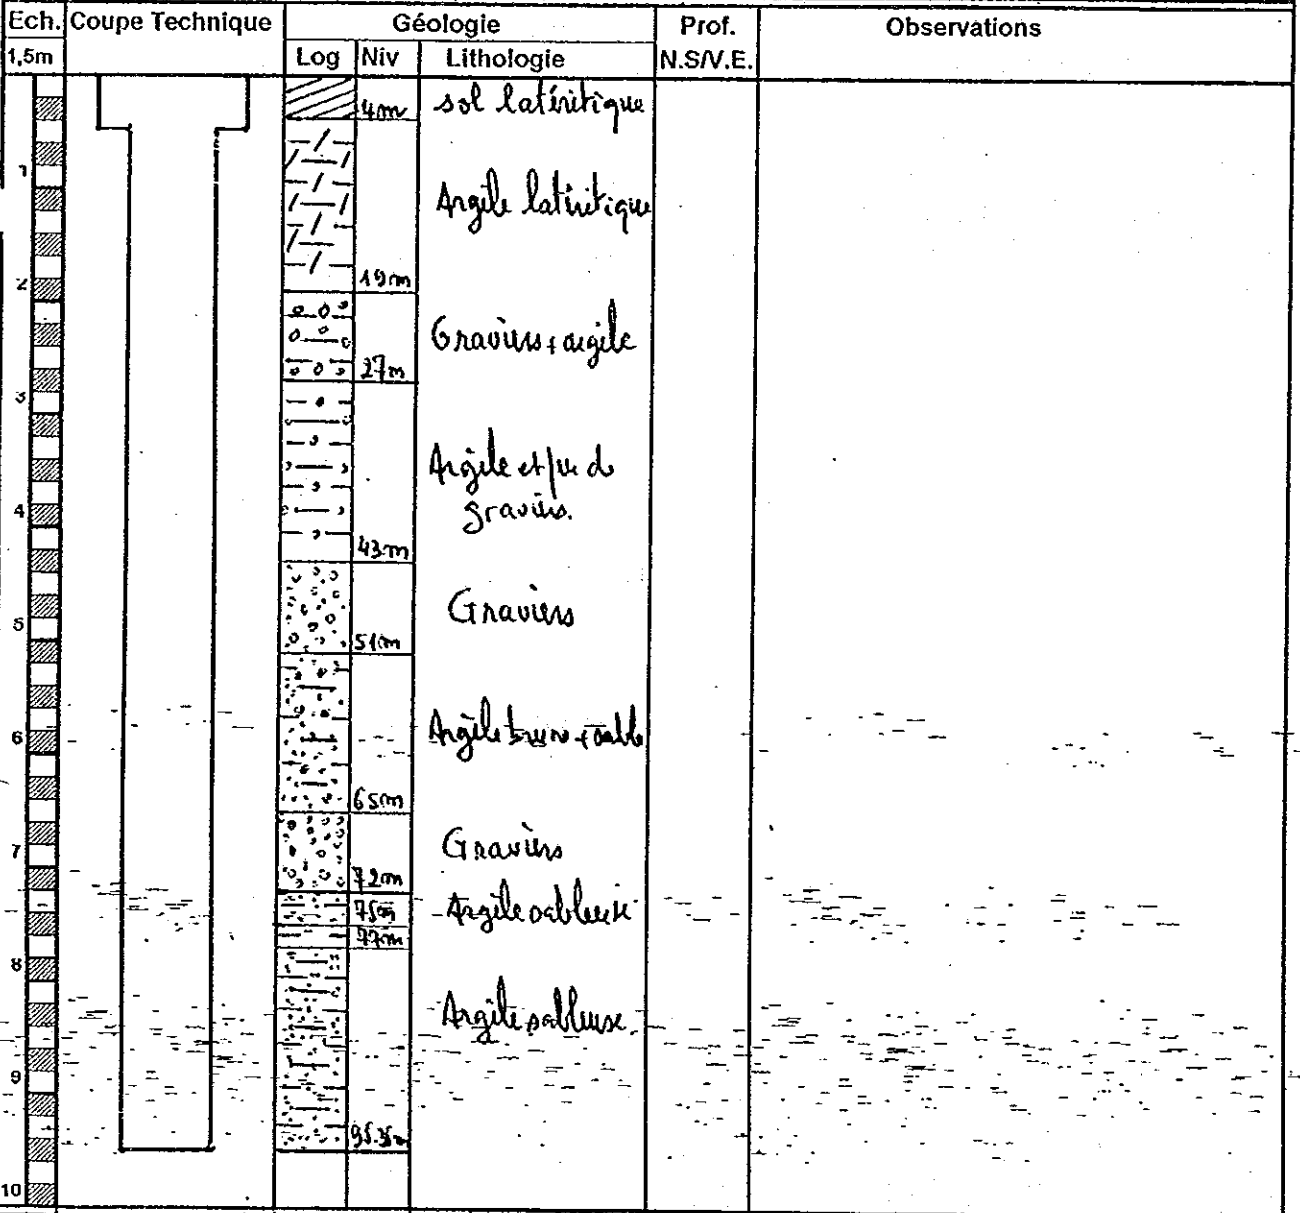 Ech. Coupe Technique Géologie Prof. Observations
1,5m Log Niv Lithologie N.S/V.E.
4m sol latéritique
1
Argile latéritique
19m
2
Graviers + argile
27m
3
Argile et peu de
graviers.
4
43m
Graviers
5
51m
Argile brune + sable
6
65m
Graviers
7
72m
75m Argile sableuse
77m
8
Argile sableuse.
9
10